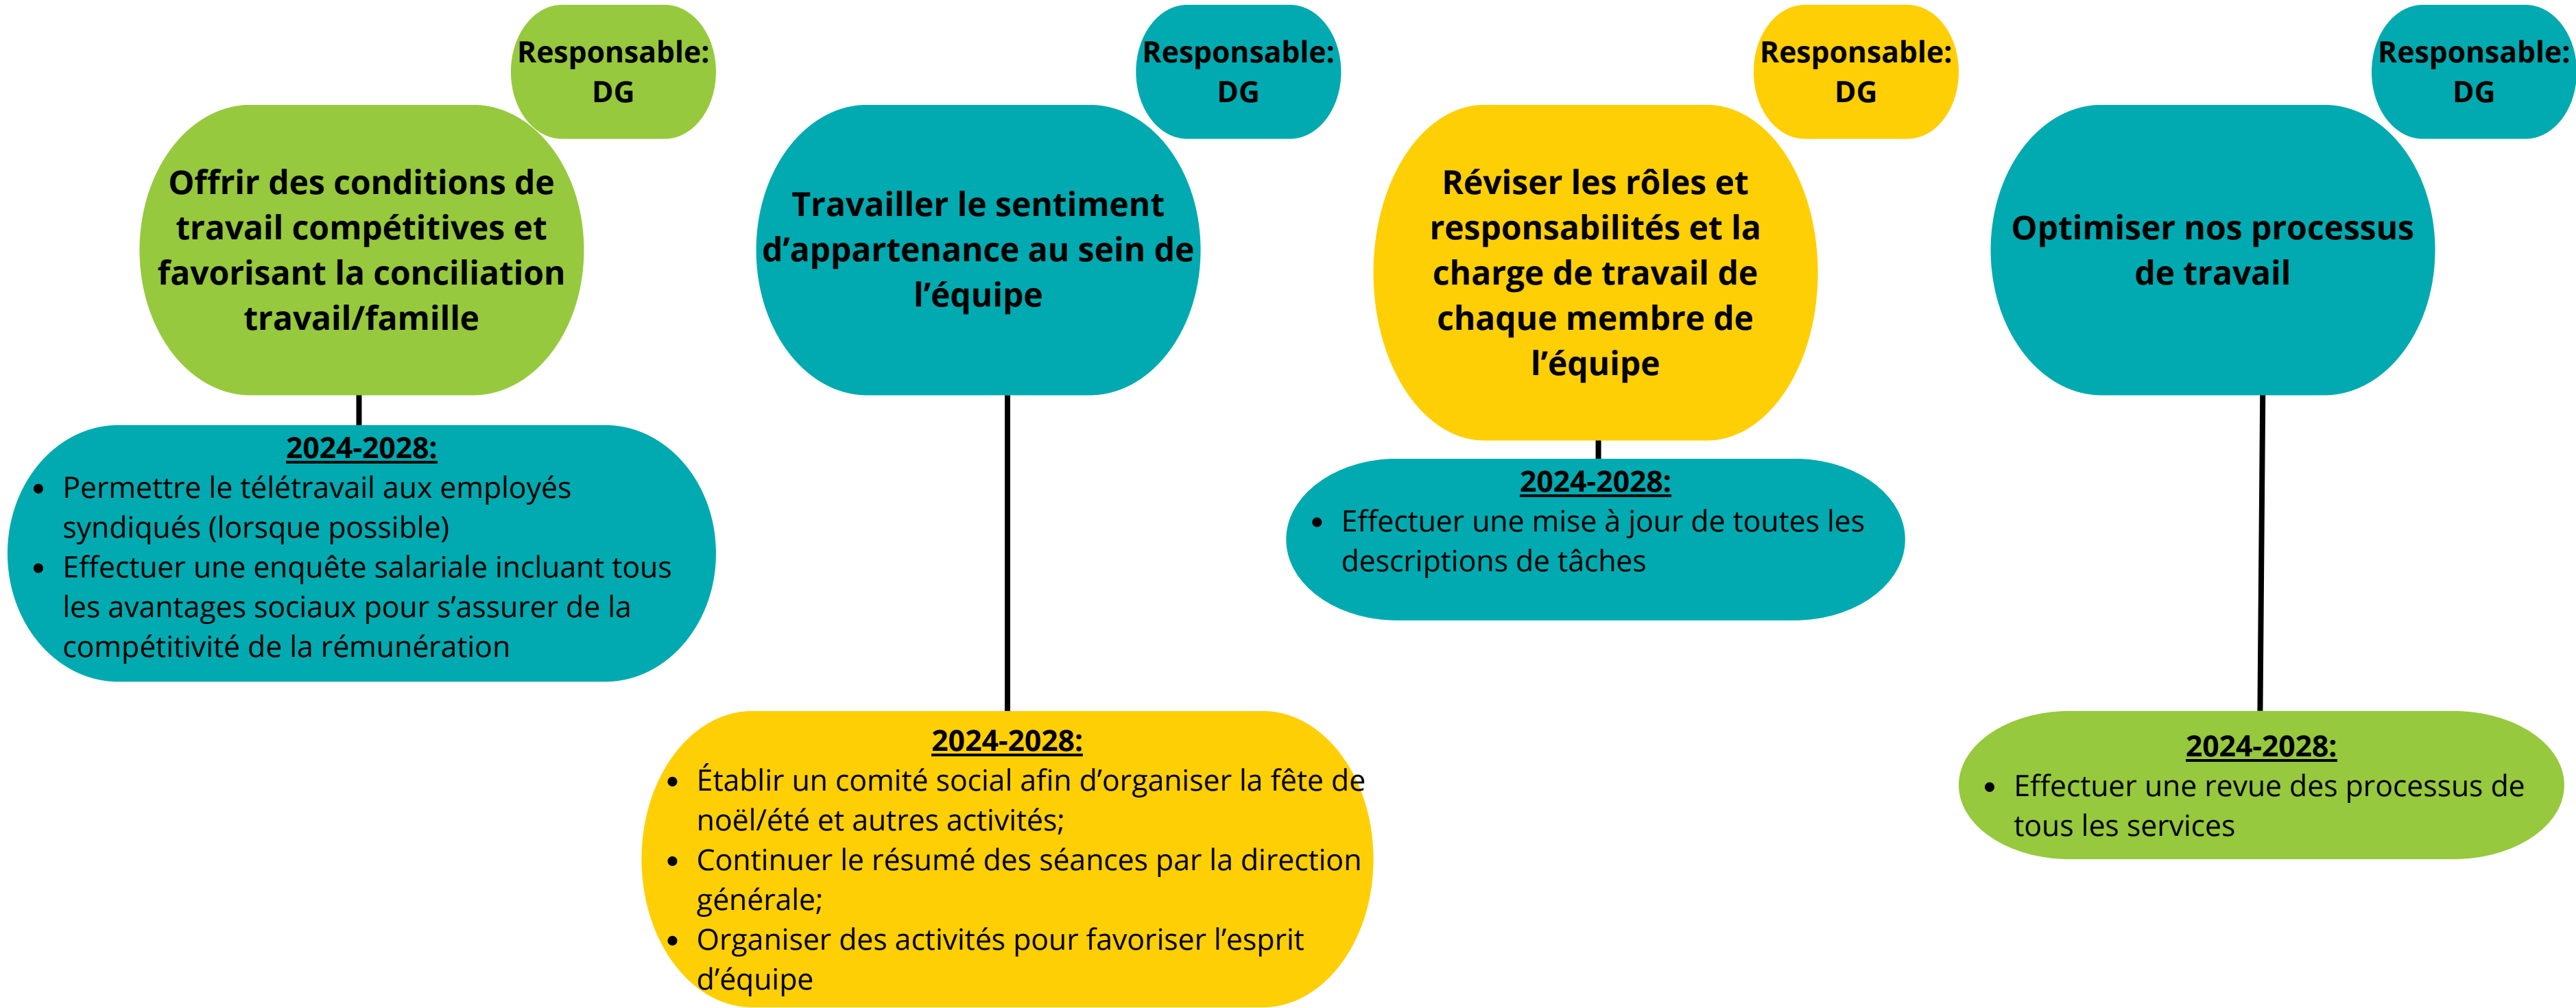 Responsable:
DG
Offrir des conditions de
travail compétitives et
favorisant la conciliation
travail/famille
2024-2028:
• Permettre le télétravail aux employés
syndiqués (lorsque possible)
• Effectuer une enquête salariale incluant tous
les avantages sociaux pour s’assurer de la
compétitivité de la rémunération
Responsable:
DG
Travailler le sentiment
d’appartenance au sein de
l’équipe
2024-2028:
• Établir un comité social afin d’organiser la fête de
noël/été et autres activités;
• Continuer le résumé des séances par la direction
générale;
• Organiser des activités pour favoriser l’esprit
d’équipe
Responsable:
DG
Réviser les rôles et
responsabilités et la
charge de travail de
chaque membre de
l’équipe
2024-2028:
• Effectuer une mise à jour de toutes les
descriptions de tâches
Responsable:
DG
Optimiser nos processus
de travail
2024-2028:
• Effectuer une revue des processus de
tous les services